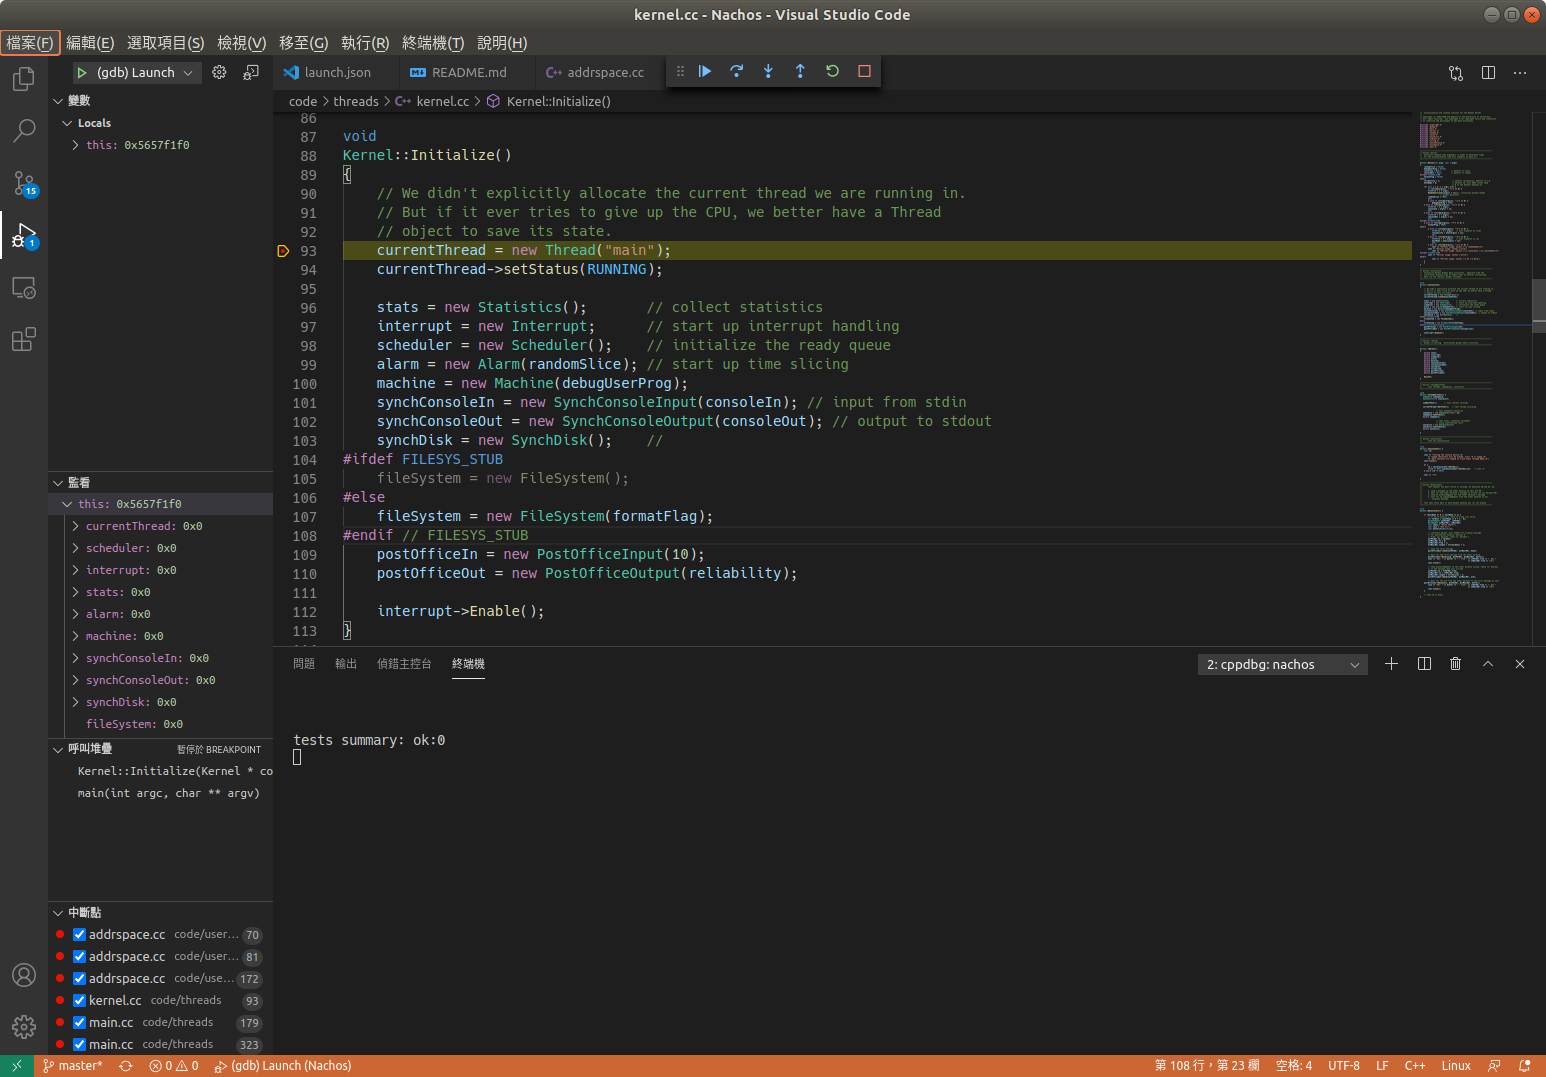 kernel.cc - Nachos - Visual Studio Code
檔案(F) 編輯(E) 選取項目(S) 檢視(V) 移至(G) 執行(R) 終端機(T) 說明(H)
(gdb) Launch
launch.json README.md addrspace.cc
code > threads > kernel.cc > Kernel::Initialize()
變數
Locals
this: 0x5657f1f0
監看
this: 0x5657f1f0
currentThread: 0x0
scheduler: 0x0
interrupt: 0x0
stats: 0x0
alarm: 0x0
machine: 0x0
synchConsoleIn: 0x0
synchConsoleOut: 0x0
synchDisk: 0x0
fileSystem: 0x0
呼叫堆疊 暫停於 BREAKPOINT
Kernel::Initialize(Kernel * co
main(int argc, char ** argv)
中斷點
addrspace.cc code/user... 70
addrspace.cc code/user... 81
addrspace.cc code/use... 172
kernel.cc code/threads 93
main.cc code/threads 179
main.cc code/threads 323
15
1
86
87 void
88 Kernel::Initialize()
89 {
90 // We didn't explicitly allocate the current thread we are running in.
91 // But if it ever tries to give up the CPU, we better have a Thread
92 // object to save its state.
93 currentThread = new Thread("main");
94 currentThread->setStatus(RUNNING);
95
96 stats = new Statistics(); // collect statistics
97 interrupt = new Interrupt; // start up interrupt handling
98 scheduler = new Scheduler(); // initialize the ready queue
99 alarm = new Alarm(randomSlice); // start up time slicing
100 machine = new Machine(debugUserProg);
101 synchConsoleIn = new SynchConsoleInput(consoleIn); // input from stdin
102 synchConsoleOut = new SynchConsoleOutput(consoleOut); // output to stdout
103 synchDisk = new SynchDisk(); //
104 #ifdef FILESYS_STUB
105 fileSystem = new FileSystem();
106 #else
107 fileSystem = new FileSystem(formatFlag);
108 #endif // FILESYS_STUB
109 postOfficeIn = new PostOfficeInput(10);
110 postOfficeOut = new PostOfficeOutput(reliability);
111
112 interrupt->Enable();
113 }
問題 輸出 偵錯主控台 終端機 2: cppdbg: nachos
tests summary: ok:0
master* 0 0 (gdb) Launch (Nachos) 第 108 行，第 23 欄 空格: 4 UTF-8 LF C++ Linux